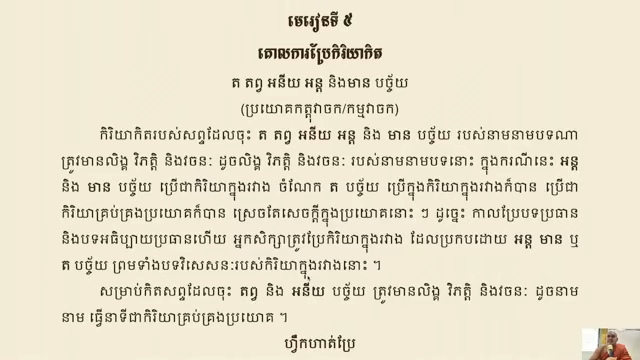 មេរៀនទី ៩
គោលការប្រែកិរិយាកិត
ត តព្វ អនីយ អន្ត និងមាន បច្ច័យ
(ប្រយោគកត្តុវាចក/កម្មវាចក)
កិរិយាកិតរបស់សព្ទដែលចុះ ត តព្វ អនីយ អន្ត និង មាន បច្ច័យ របស់នាមនាមបទណា
ត្រូវមានលិង្គ វិភត្តិ និងវចនៈ ដូចលិង្គ វិភត្តិ និងវចនៈ របស់នាមនាមបទនោះ ក្នុងករណីនេះ អន្ត
និង មាន បច្ច័យ ប្រើជាកិរិយាក្នុងរវាង ចំណែក ត បច្ច័យ ប្រើក្នុងកិរិយាក្នុងរវាងក៏បាន ប្រើជា
កិរិយាគ្រប់គ្រងប្រយោគក៏បាន ស្រេចតែសេចក្ដីក្នុងប្រយោគនោះ ៗ ដូច្នេះ កាលប្រែបទប្រធាន
និងបទអធិប្បាយប្រធានហើយ អ្នកសិក្សាត្រូវប្រែកិរិយាក្នុងរវាង ដែលប្រកបដោយ អន្ត មាន ឬ
ត បច្ច័យ ព្រមទាំងបទវិសេសនៈរបស់កិរិយាក្នុងរវាងនោះ ។
សម្រាប់កិតសព្ទដែលចុះ តព្វ និង អនីយ បច្ច័យ ត្រូវមានលិង្គ វិភត្តិ និងវចនៈ ដូចនាម
នាម ធ្វើនាទីជាកិរិយាគ្រប់គ្រងប្រយោគ ។
ហ្វឹកហាត់ប្រែ